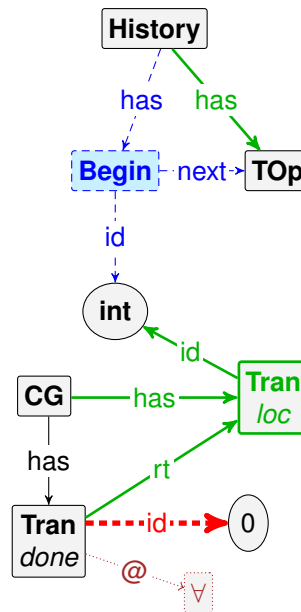 History
has
has
Begin
next
TOp
id
int
id
Tran
loc
CG
has
has
rt
Tran
done
id
0
@
∀